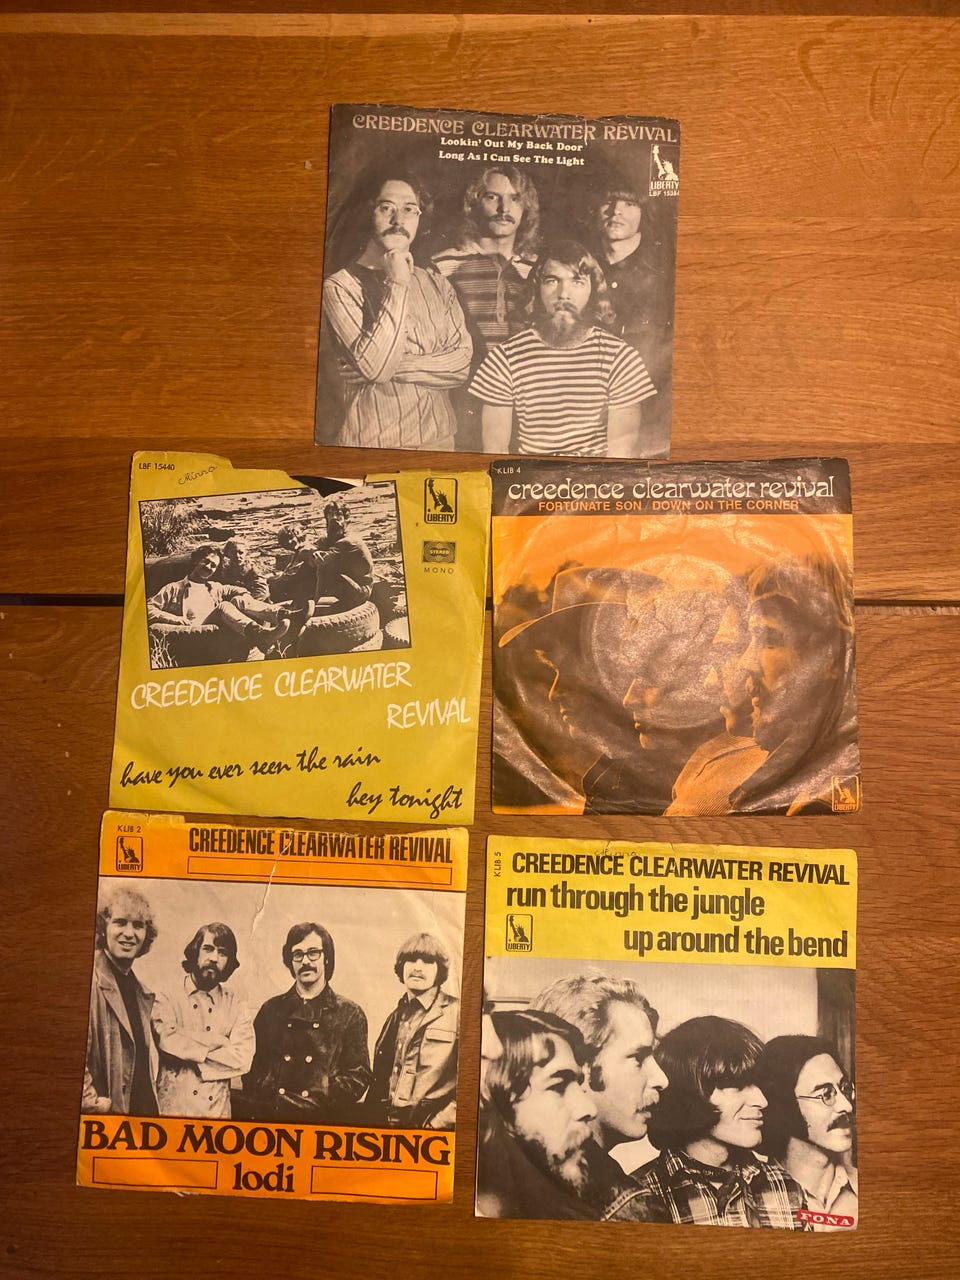 CREEDENCE CLEARWATER REVIVAL
Lookin' Out My Back Door
Long As I Can See The Light
LIBERTY
LBF 15440
LIBERTY
STEREO
MONO
CREEDENCE CLEARWATER
REVIVAL
have you ever seen the rain
hey tonight
KLIB 4
creedence clearwater revival
FORTUNATE SON / DOWN ON THE CORNER
LIBERTY
KLIB 2
LIBERTY
CREEDENCE CLEARWATER REVIVAL
BAD MOON RISING
lodi
KLIB 5
CREEDENCE CLEARWATER REVIVAL
run through the jungle
up around the bend
LIBERTY
FONA